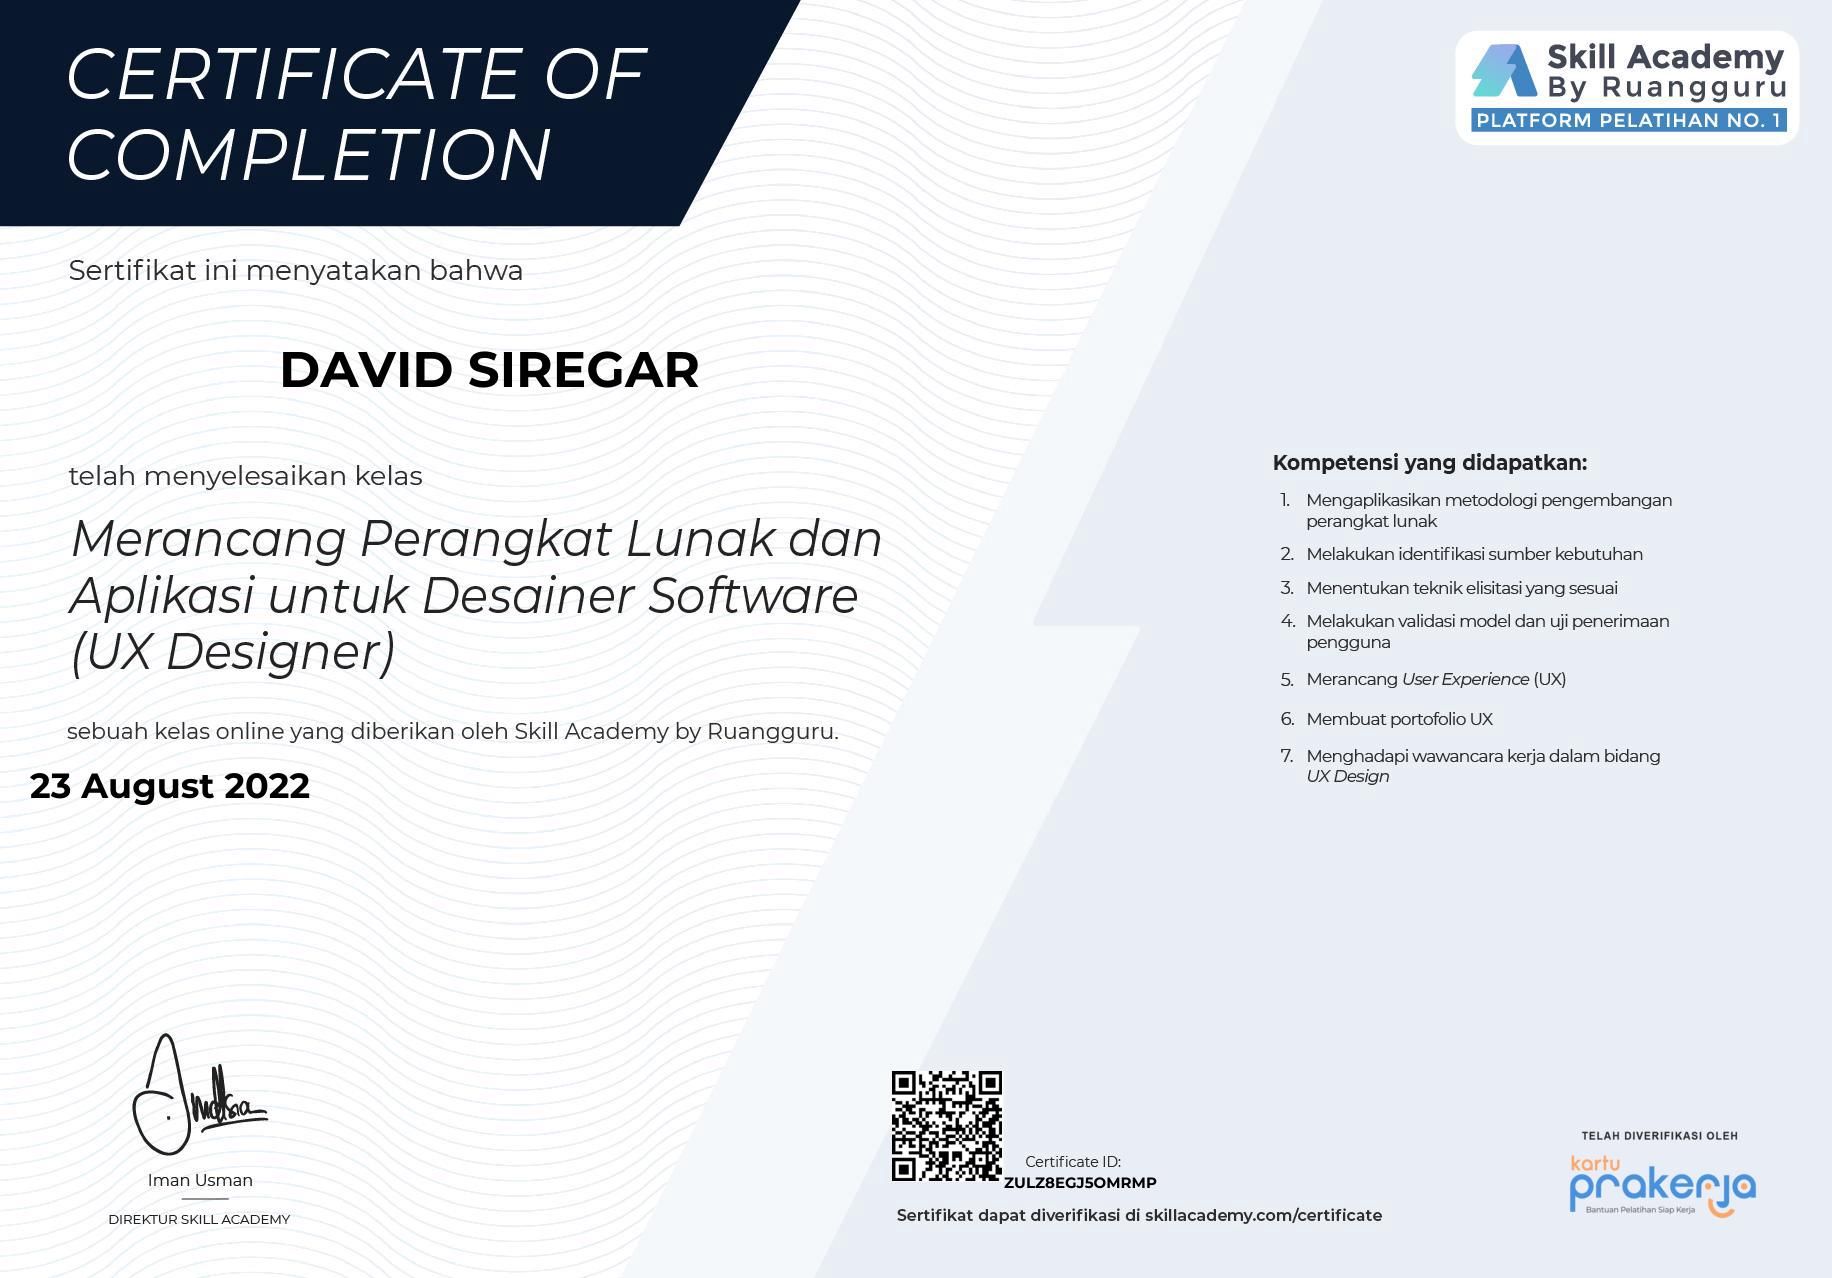 CERTIFICATE OF
COMPLETION
Skill Academy
By Ruangguru
PLATFORM PELATIHAN NO. 1
Sertifikat ini menyatakan bahwa
DAVID SIREGAR
telah menyelesaikan kelas
Merancang Perangkat Lunak dan
Aplikasi untuk Desainer Software
(UX Designer)
sebuah kelas online yang diberikan oleh Skill Academy by Ruangguru.
23 August 2022
Kompetensi yang didapatkan:
1. Mengaplikasikan metodologi pengembangan
perangkat lunak
2. Melakukan identifikasi sumber kebutuhan
3. Menentukan teknik elisitasi yang sesuai
4. Melakukan validasi model dan uji penerimaan
pengguna
5. Merancang User Experience (UX)
6. Membuat portofolio UX
7. Menghadapi wawancara kerja dalam bidang
UX Design
Iman Usman
DIREKTUR SKILL ACADEMY
Certificate ID:
ZULZ8EGJ5OMRMP
Sertifikat dapat diverifikasi di skillacademy.com/certificate
TELAH DIVERIFIKASI OLEH
kartu
prakerja
Bantuan Pelatihan Siap Kerja